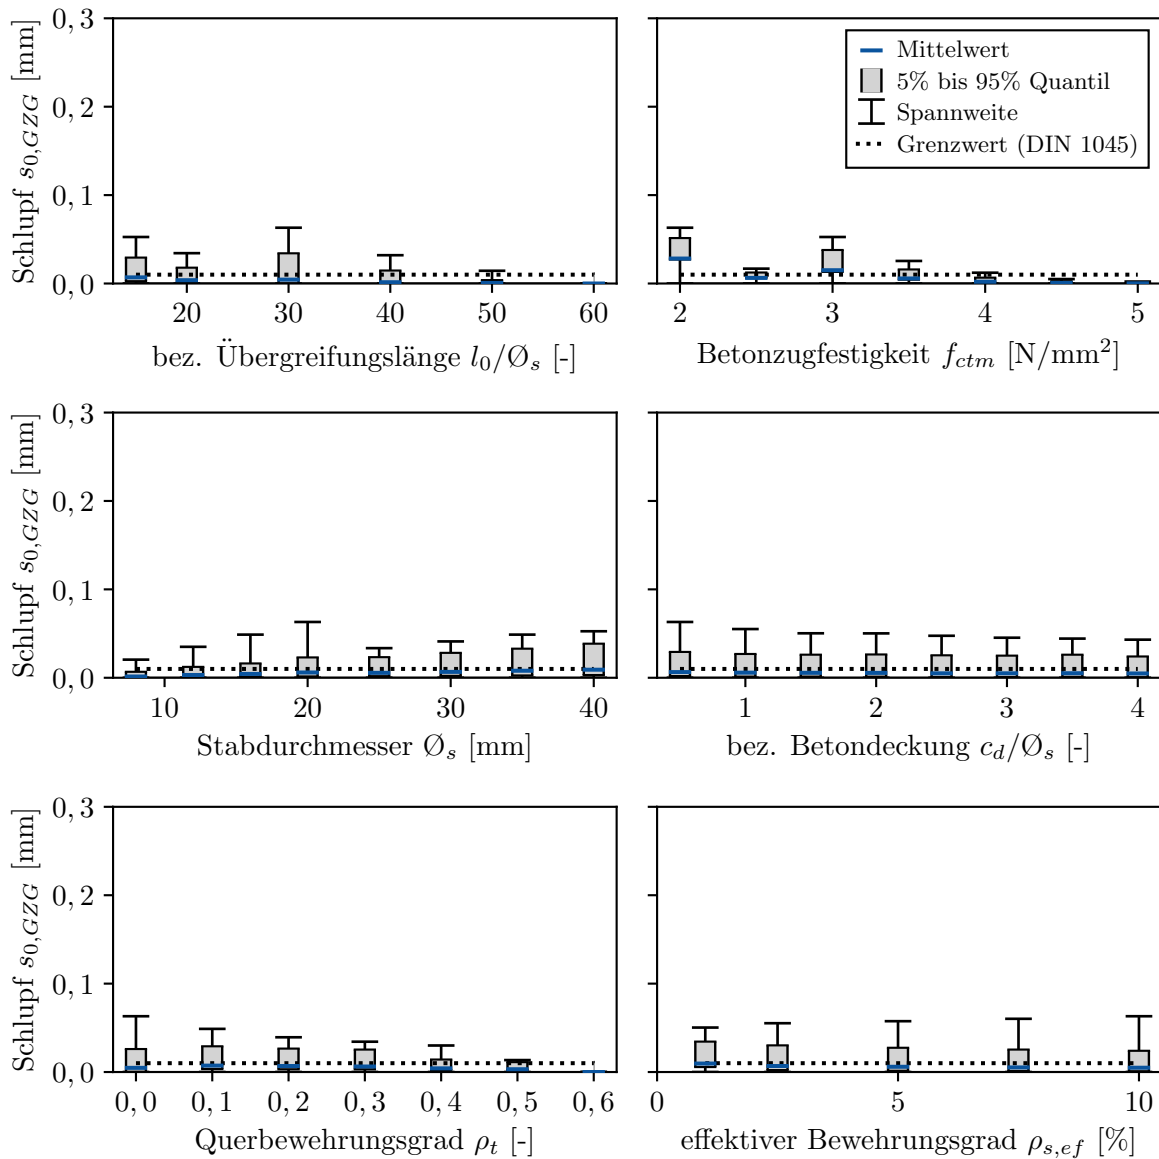 Schlupf s0,GZG [mm]
0,3
0,2
0,1
0,0
20 30 40 50 60
bez. Übergreifungslänge l0/Øs [-]
Mittelwert
5% bis 95% Quantil
Spannweite
Grenzwert (DIN 1045)
2 3 4 5
Betonzugfestigkeit fctm [N/mm²]
Schlupf s0,GZG [mm]
0,3
0,2
0,1
0,0
10 20 30 40
Stabdurchmesser Øs [mm]
1 2 3 4
bez. Betondeckung cd/Øs [-]
Schlupf s0,GZG [mm]
0,3
0,2
0,1
0,0
0,0 0,1 0,2 0,3 0,4 0,5 0,6
Querbewehrungsgrad ρt [-]
0 5 10
effektiver Bewehrungsgrad ρs,ef [%]